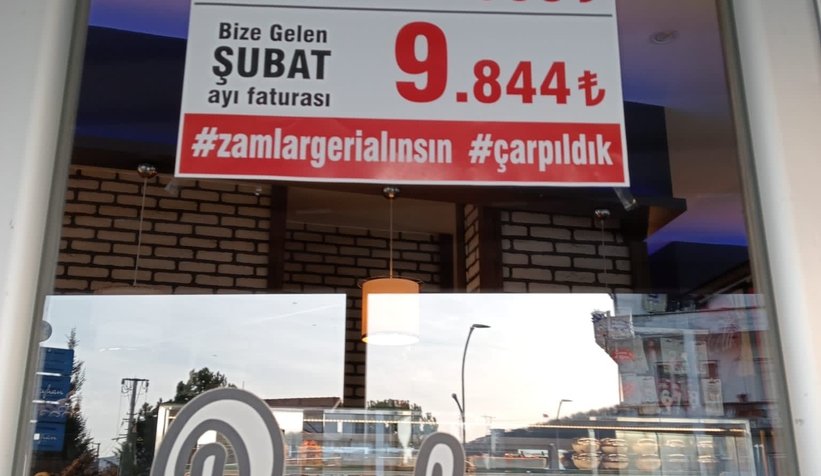 Bize Gelen
ŞUBAT
ayı faturası
9.844₺
#zamlargerialınsın #çarpıldık